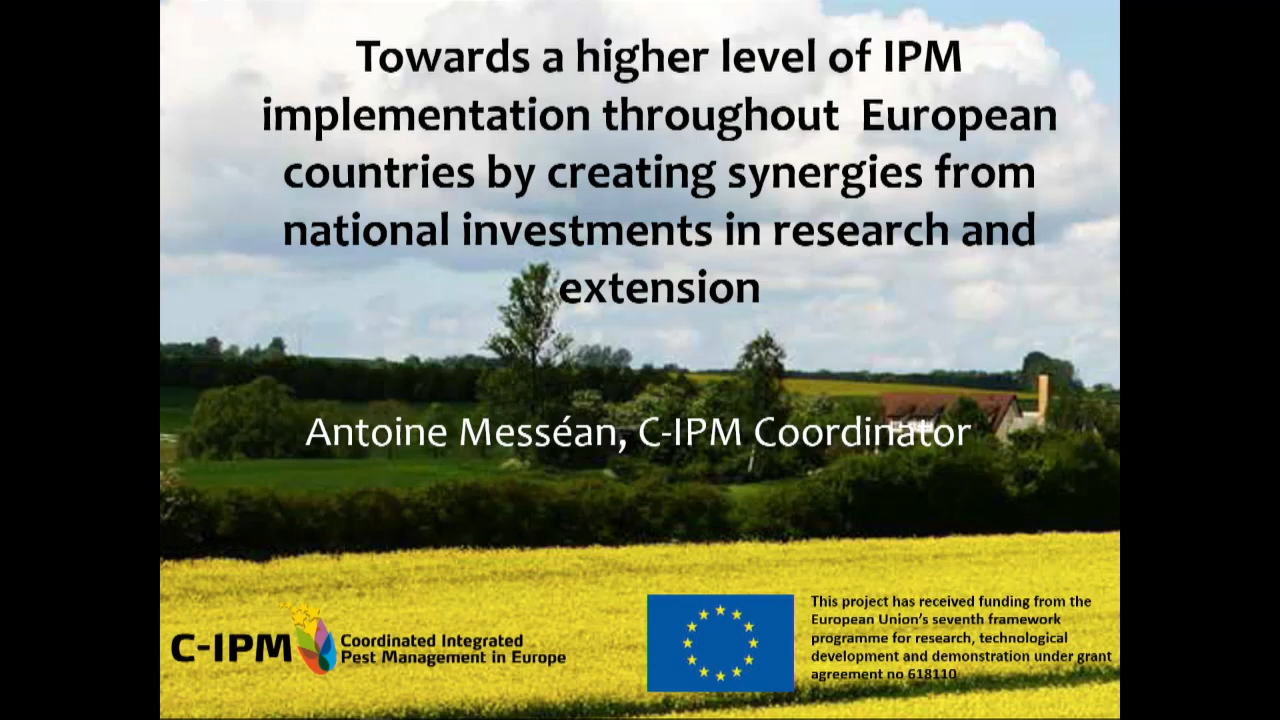 Towards a higher level of IPM
implementation throughout European
countries by creating synergies from
national investments in research and
extension
Antoine Messéan, C-IPM Coordinator
C-IPM
Coordinated Integrated
Pest Management in Europe
This project has received funding from the
European Union's seventh framework
programme for research, technological
development and demonstration under grant
agreement no 618110